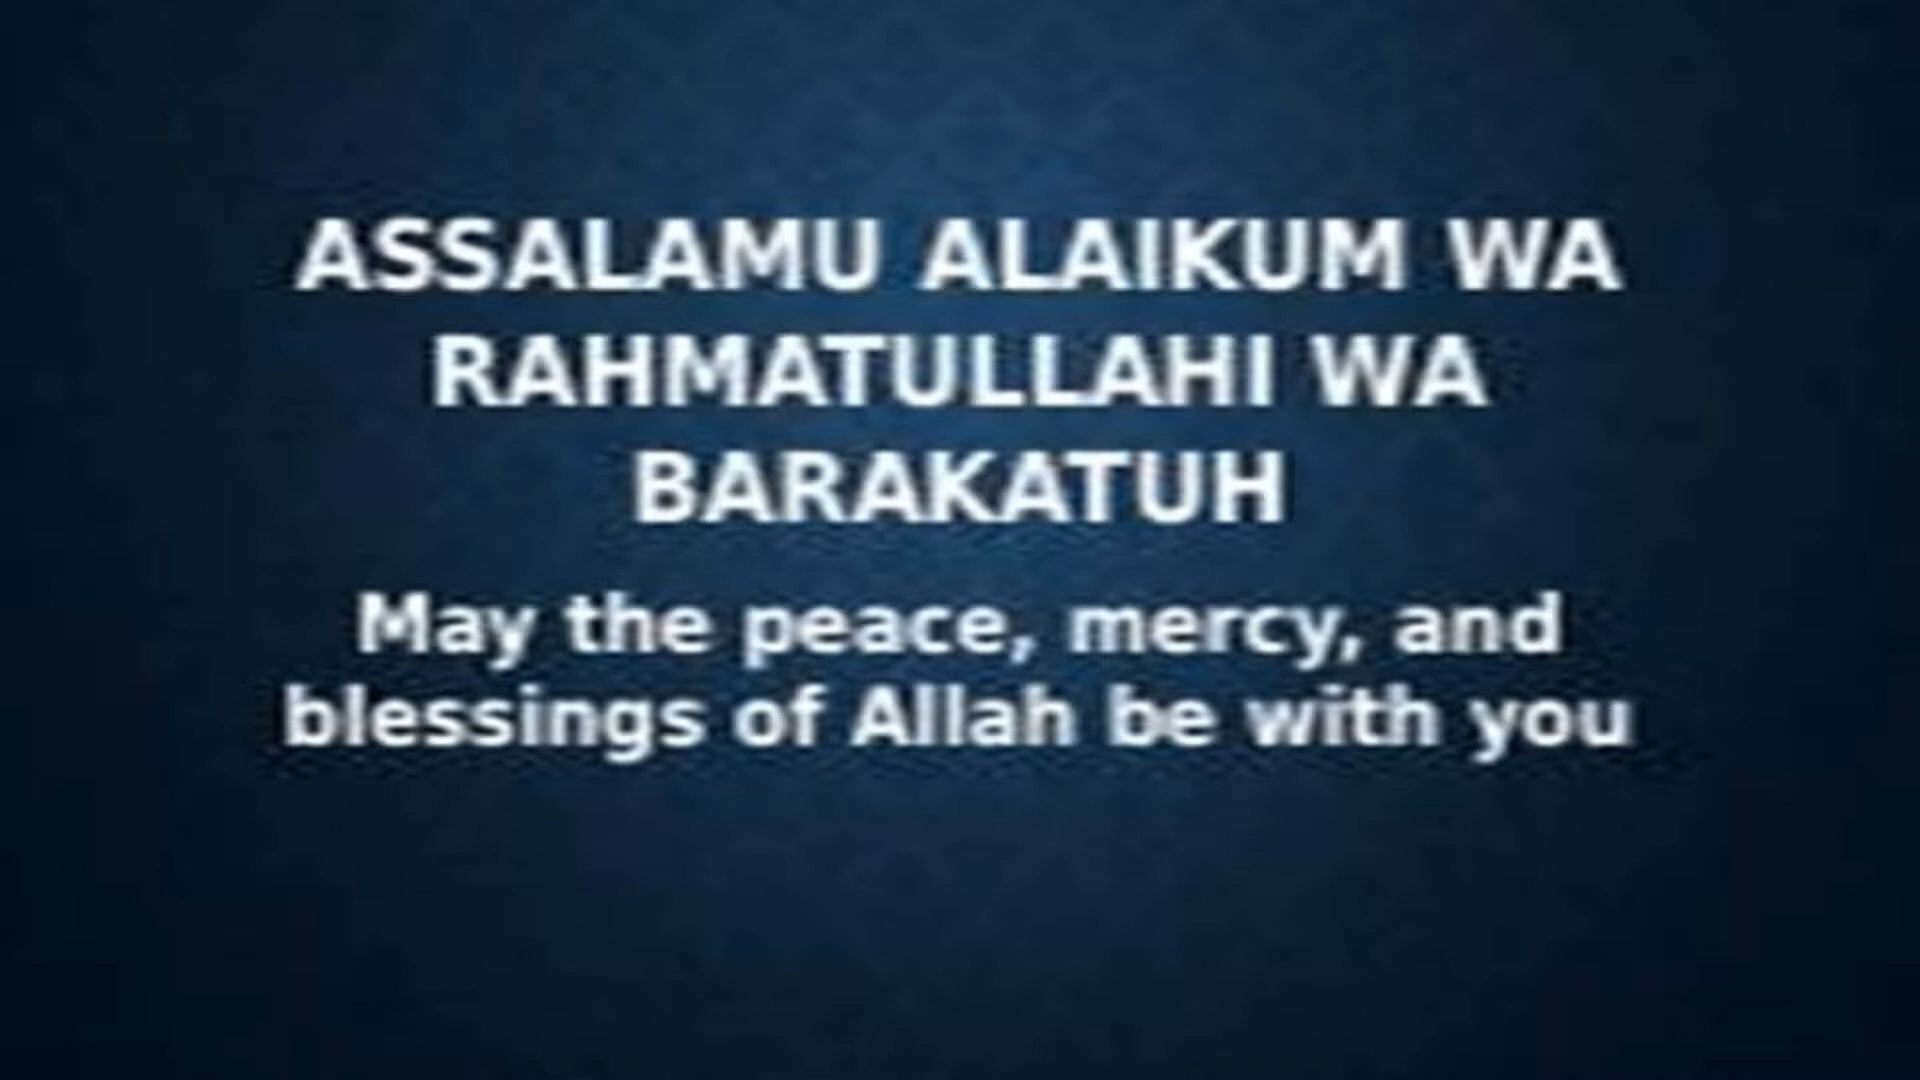 ASSALAMU ALAIKUM WA
RAHMATULLAHI WA
BARAKATUH
May the peace, mercy, and
blessings of Allah be with you